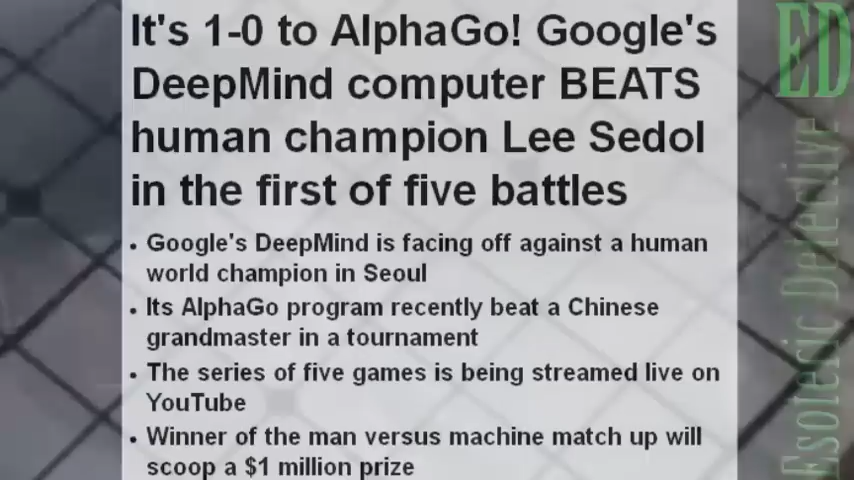 It's 1-0 to AlphaGo! Google's
DeepMind computer BEATS
human champion Lee Sedol
in the first of five battles
• Google's DeepMind is facing off against a human
world champion in Seoul
• Its AlphaGo program recently beat a Chinese
grandmaster in a tournament
• The series of five games is being streamed live on
YouTube
• Winner of the man versus machine match up will
scoop a $1 million prize
ED
Esoteric Detective